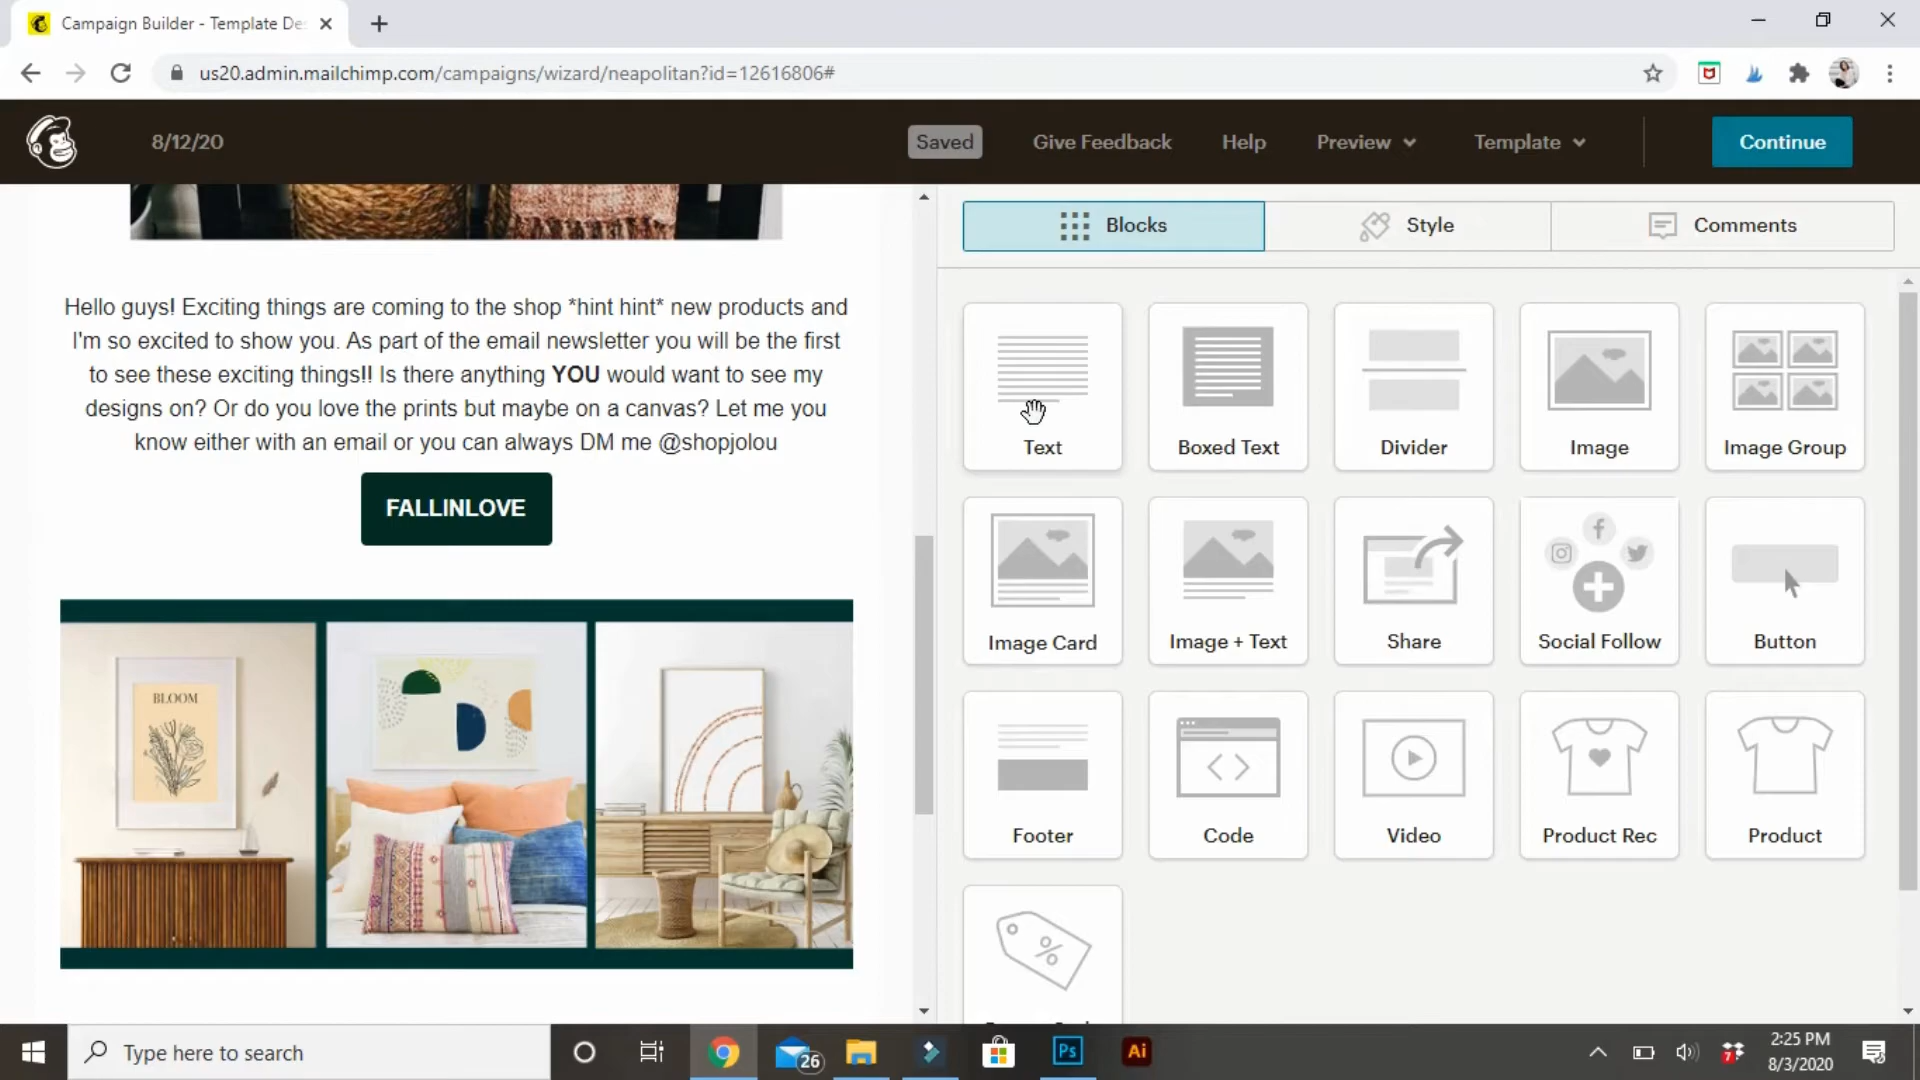 Campaign Builder - Template De
us20.admin.mailchimp.com/campaigns/wizard/neapolitan?id=12616806#
8/12/20
Saved
Give Feedback
Help
Preview
Template
Continue
Blocks
Style
Comments
Hello guys! Exciting things are coming to the shop *hint hint* new products and
I'm so excited to show you. As part of the email newsletter you will be the first
to see these exciting things!! Is there anything YOU would want to see my
designs on? Or do you love the prints but maybe on a canvas? Let me you
know either with an email or you can always DM me @shopjolou
FALLINLOVE
BLOOM
Text
Boxed Text
Divider
Image
Image Group
Image Card
Image + Text
Share
Social Follow
Button
Footer
Code
Video
Product Rec
Product
%
Type here to search
26
Ps
Ai
7
2:25 PM
8/3/2020